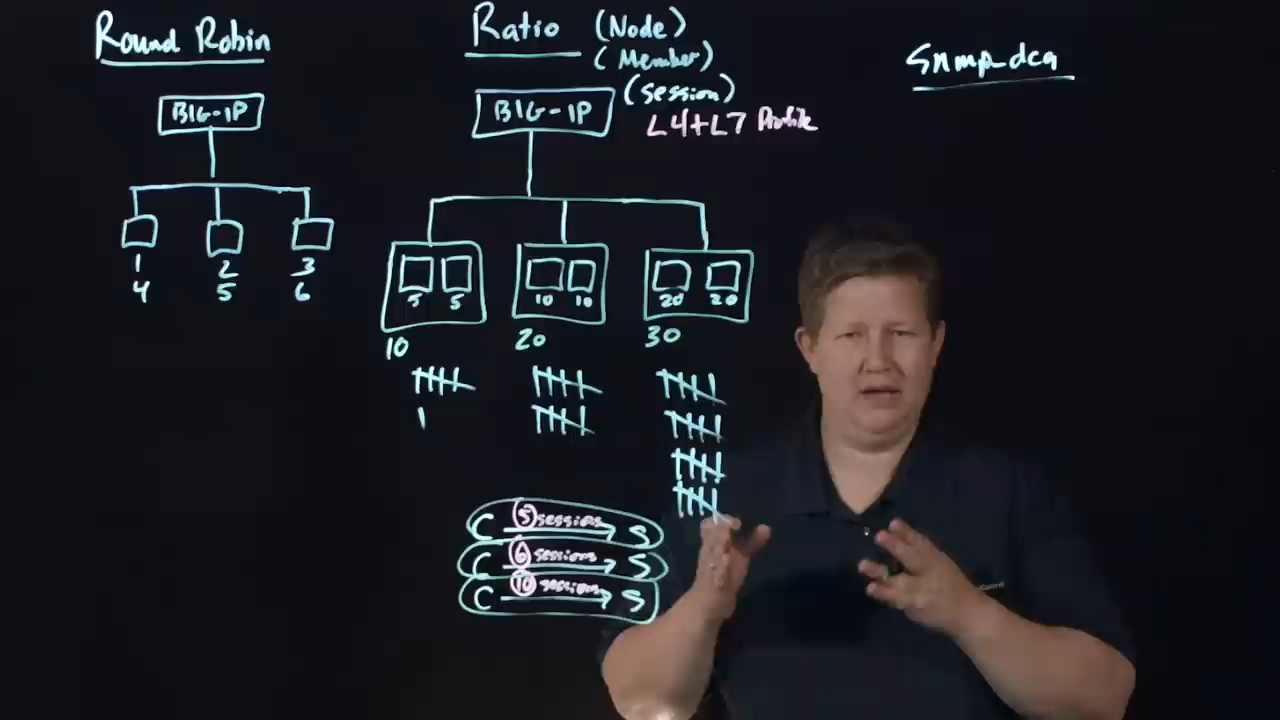 Round Robin
BIG-IP
1 2 3
4 5 6
Ratio (Node)
(Member)
(Session)
BIG-IP
L4+L7 Profile
5 5 10 10 20 20
10 20 30
C 5 sessions S
C 6 sessions S
C 10 sessions S
Snmp_dca